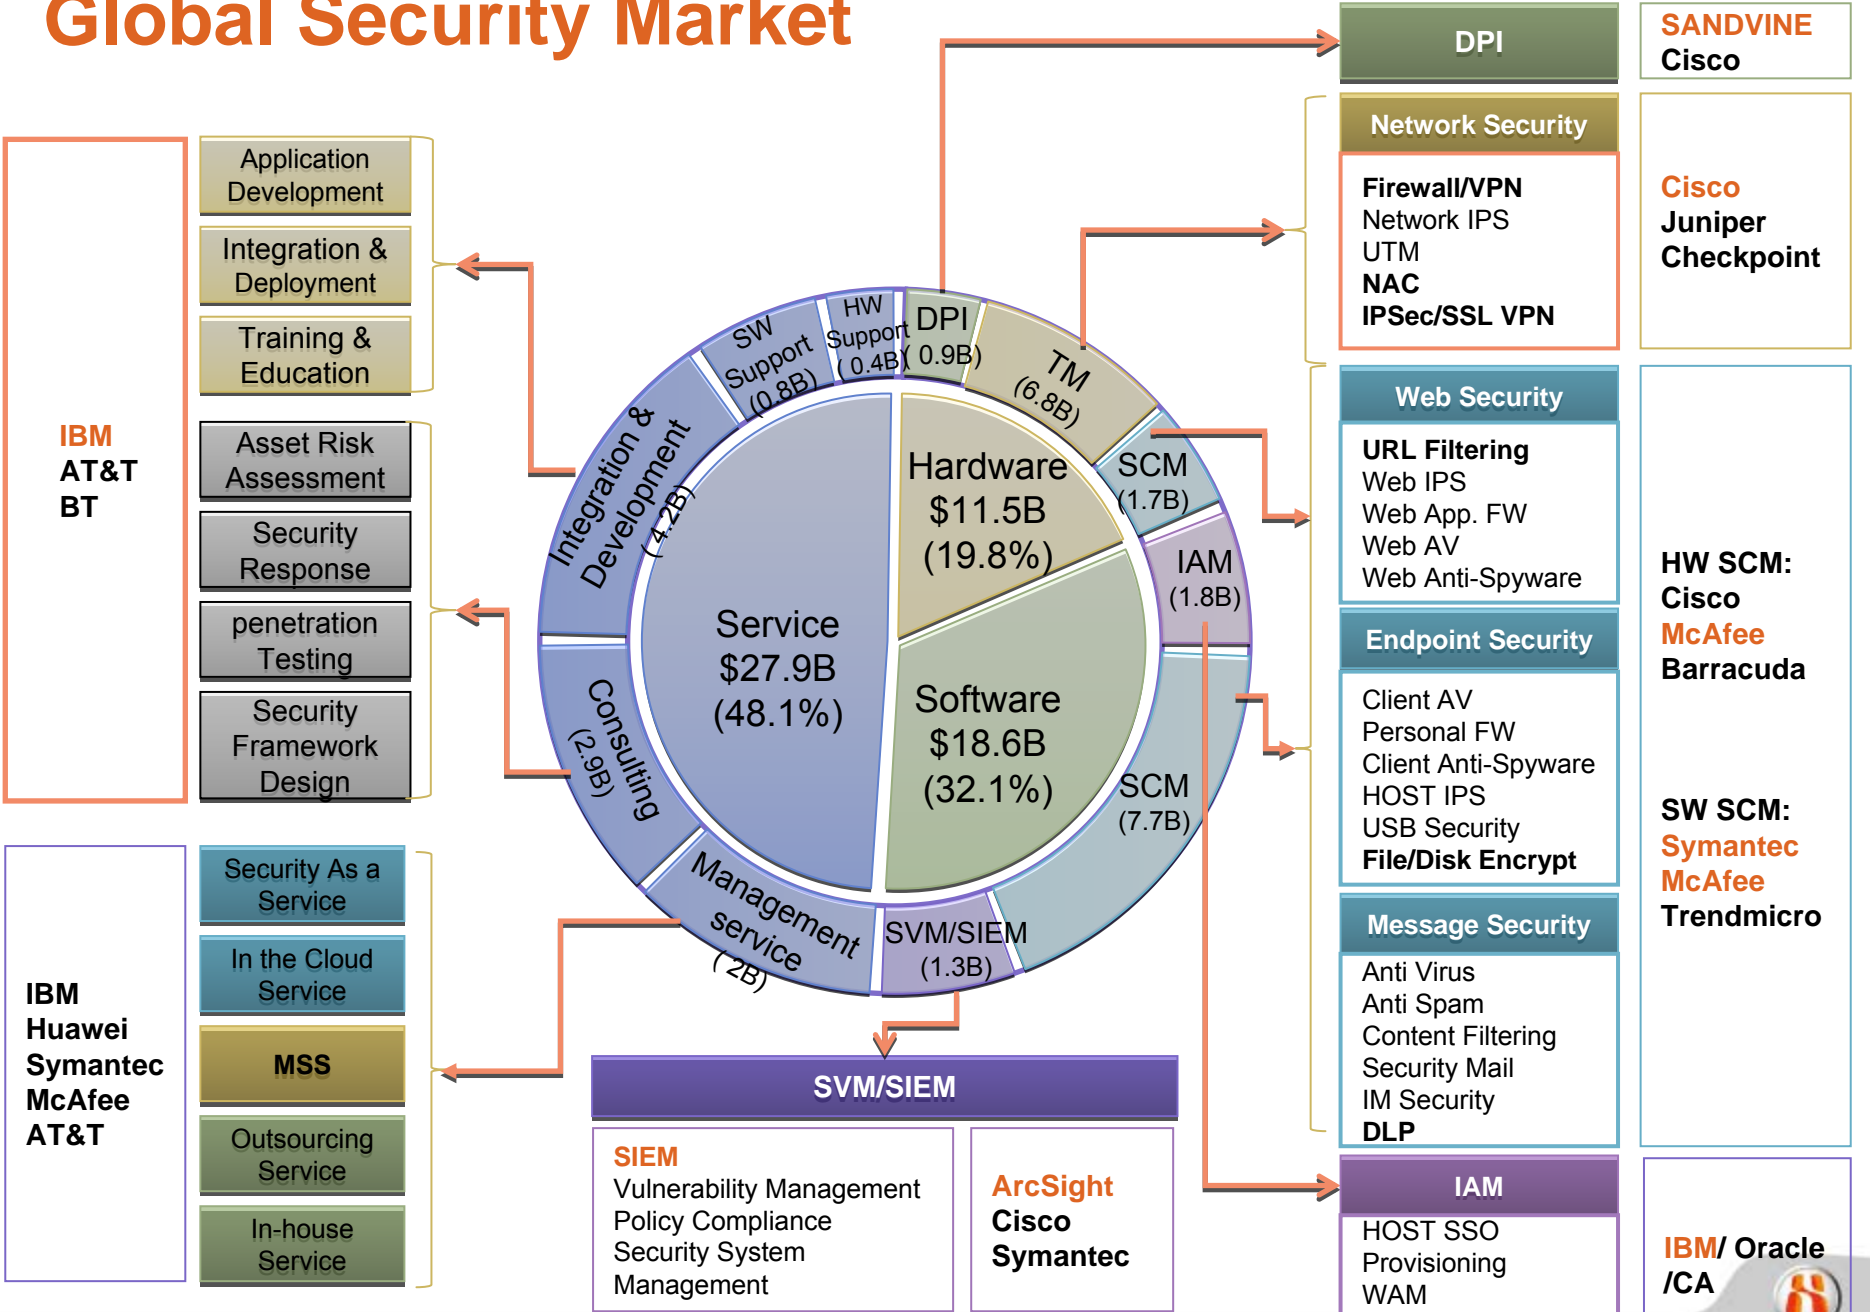 Global Security Market
Application
Development
Integration &
Deployment
Training &
Education
IBM
AT&T
BT
Asset Risk
Assessment
Security
Response
penetration
Testing
Security
Framework
Design
IBM
Huawei
Symantec
McAfee
AT&T
Security As a
Service
In the Cloud
Service
MSS
Outsourcing
Service
In-house
Service
SW
Support
(0.8B)
HW
Support
( 0.4B)
DPI
( 0.9B)
TM
(6.8B)
SCM
(1.7B)
IAM
(1.8B)
SCM
(7.7B)
SVM/SIEM
(1.3B)
Management
service
( 2B)
Consulting
(2.9B)
Integration &
Development
( 4.2B)
Hardware
$11.5B
(19.8%)
Service
$27.9B
(48.1%)
Software
$18.6B
(32.1%)
SVM/SIEM
SIEM
Vulnerability Management
Policy Compliance
Security System
Management
ArcSight
Cisco
Symantec
DPI
SANDVINE
Cisco
Network Security
Firewall/VPN
Network IPS
UTM
NAC
IPSec/SSL VPN
Cisco
Juniper
Checkpoint
Web Security
URL Filtering
Web IPS
Web App. FW
Web AV
Web Anti-Spyware
Endpoint Security
Client AV
Personal FW
Client Anti-Spyware
HOST IPS
USB Security
File/Disk Encrypt
Message Security
Anti Virus
Anti Spam
Content Filtering
Security Mail
IM Security
DLP
HW SCM:
Cisco
McAfee
Barracuda
SW SCM:
Symantec
McAfee
Trendmicro
IAM
HOST SSO
Provisioning
WAM
IBM/ Oracle
/CA